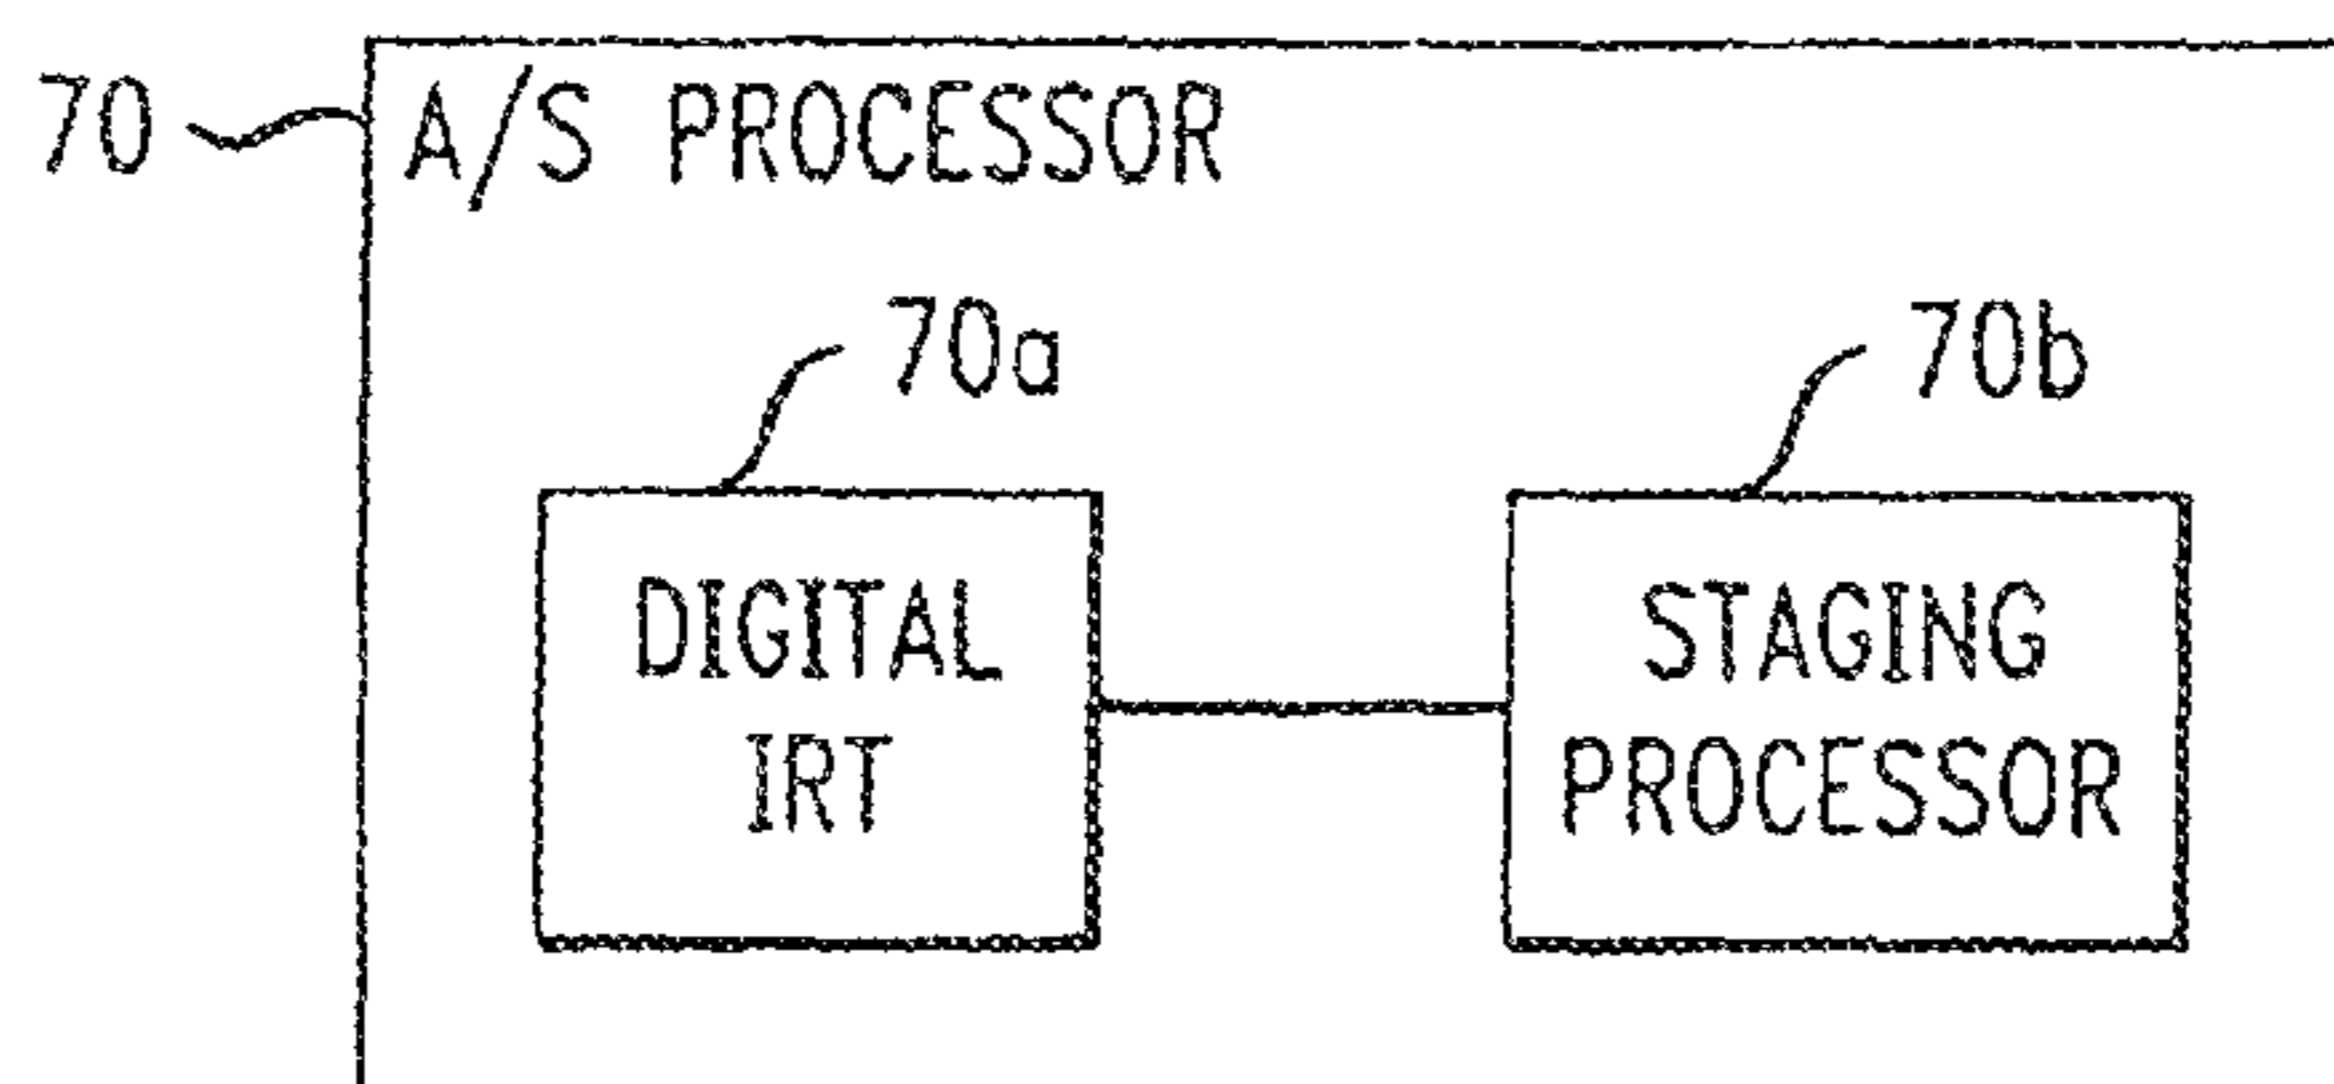 70
A/S PROCESSOR
70a
70b
DIGITAL
IRT
STAGING
PROCESSOR